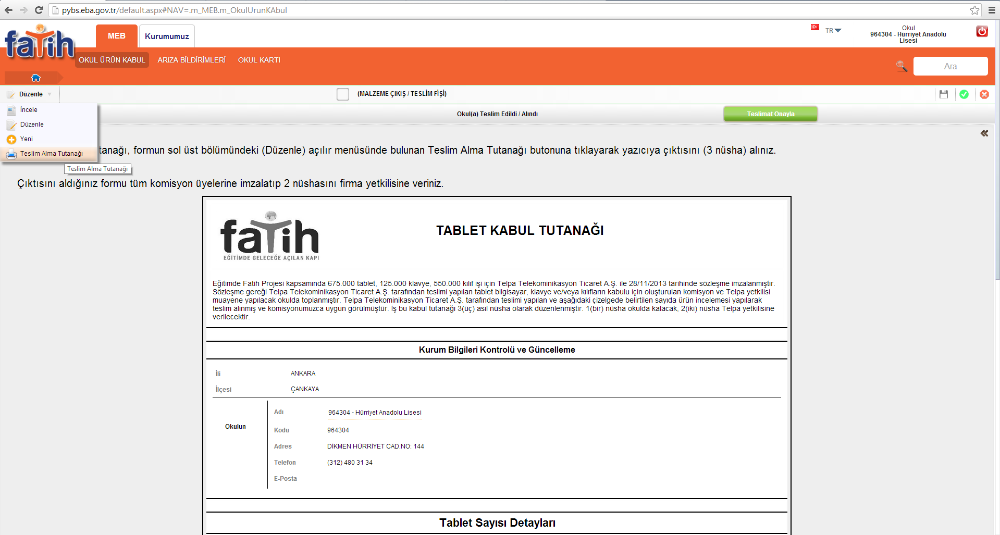 pybs.eba.gov.tr/default.aspx#NAV=.m_MEB.m_OkulUrunKAbul
fatih
MEB
Kurumumuz
TR
Okul
964304 - Hürriyet Anadolu
Lisesi
OKUL ÜRÜN KABUL
ARIZA BİLDİRİMLERİ
OKUL KARTI
Ara
Düzenle
(MALZEME ÇIKIŞ / TESLİM FİŞİ)
İncele
Düzenle
Yeni
Teslim Alma Tutanağı
Teslim Alma Tutanağı
Okul(a) Teslim Edildi / Alındı
Teslimat Onayla
tanağı, formun sol üst bölümündeki (Düzenle) açılır menüsünde bulunan Teslim Alma Tutanağı butonuna tıklayarak yazıcıya çıktısını (3 nüsha) alınız.
Çıktısını aldığınız formu tüm komisyon üyelerine imzalatıp 2 nüshasını firma yetkilisine veriniz.
fatih
EĞİTİMDE GELECEĞE AÇILAN KAPI
TABLET KABUL TUTANAĞI
Eğitimde Fatih Projesi kapsamında 675.000 tablet, 125.000 klavye, 550.000 kılıf işi için Telpa Telekominikasyon Ticaret A.Ş. ile 28/11/2013 tarihinde sözleşme imzalanmıştır.
Sözleşme gereği Telpa Telekominikasyon Ticaret A.Ş. tarafından teslimi yapılan tablet bilgisayar, klavye ve/veya kılıfların kabulu için oluşturulan komisyon ve Telpa yetkilisi
muayene yapılacak okulda toplanmıştır. Telpa Telekominikasyon Ticaret A.Ş. tarafından teslimi yapılan ve aşağıdaki çizelgede belirtilen sayıda ürün incelemesi yapılarak
teslim alınmış ve komisyonumuzca uygun görülmüştür. İş bu kabul tutanağı 3(üç) asıl nüsha olarak düzenlenmiştir. 1(bir) nüsha okulda kalacak, 2(iki) nüsha Telpa yetkilisine
verilecektir.
Kurum Bilgileri Kontrolü ve Güncelleme
İli ANKARA
İlçesi ÇANKAYA
Okulun
Adı 964304 - Hürriyet Anadolu Lisesi
Kodu 964304
Adres DİKMEN HÜRRİYET CAD.NO: 144
Telefon (312) 480 31 34
E-Posta
Tablet Sayısı Detayları